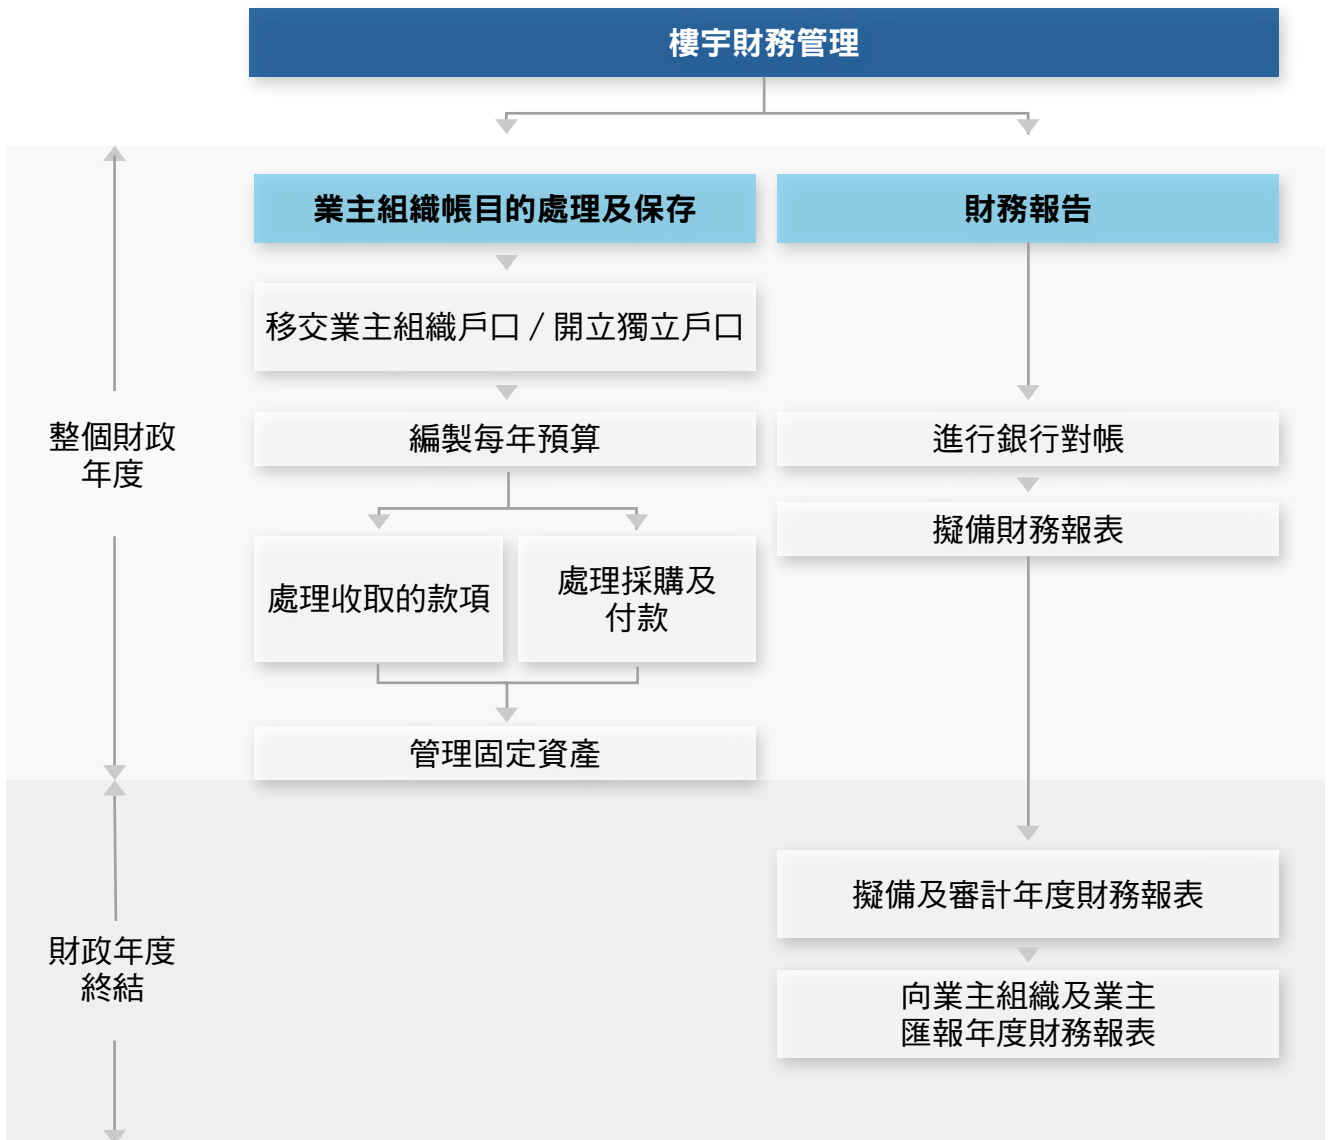 樓宇財務管理
業主組織帳目的處理及保存
財務報告
移交業主組織戶口 / 開立獨立戶口
整個財政
年度
編製每年預算
進行銀行對帳
擬備財務報表
處理收取的款項
處理採購及
付款
管理固定資產
擬備及審計年度財務報表
財政年度
終結
向業主組織及業主
匯報年度財務報表